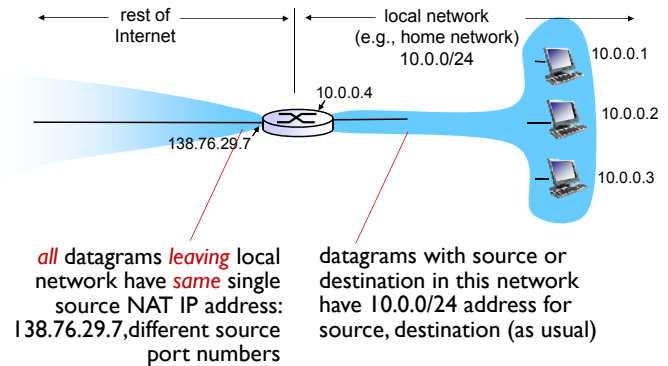 rest of
Internet
local network
(e.g., home network)
10.0.0/24
10.0.0.1
10.0.0.4
10.0.0.2
138.76.29.7
10.0.0.3
all datagrams leaving local
network have same single
source NAT IP address:
138.76.29.7,different source
port numbers
datagrams with source or
destination in this network
have 10.0.0/24 address for
source, destination (as usual)